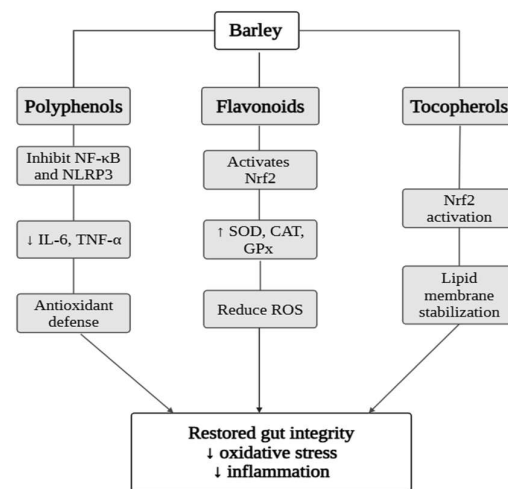 Barley
Polyphenols
Inhibit NF-κB
and NLRP3
↓ IL-6, TNF-α
Antioxidant
defense
Flavonoids
Activates
Nrf2
↑ SOD, CAT,
GPx
Reduce ROS
Tocopherols
Nrf2
activation
Lipid
membrane
stabilization
Restored gut integrity
↓ oxidative stress
↓ inflammation